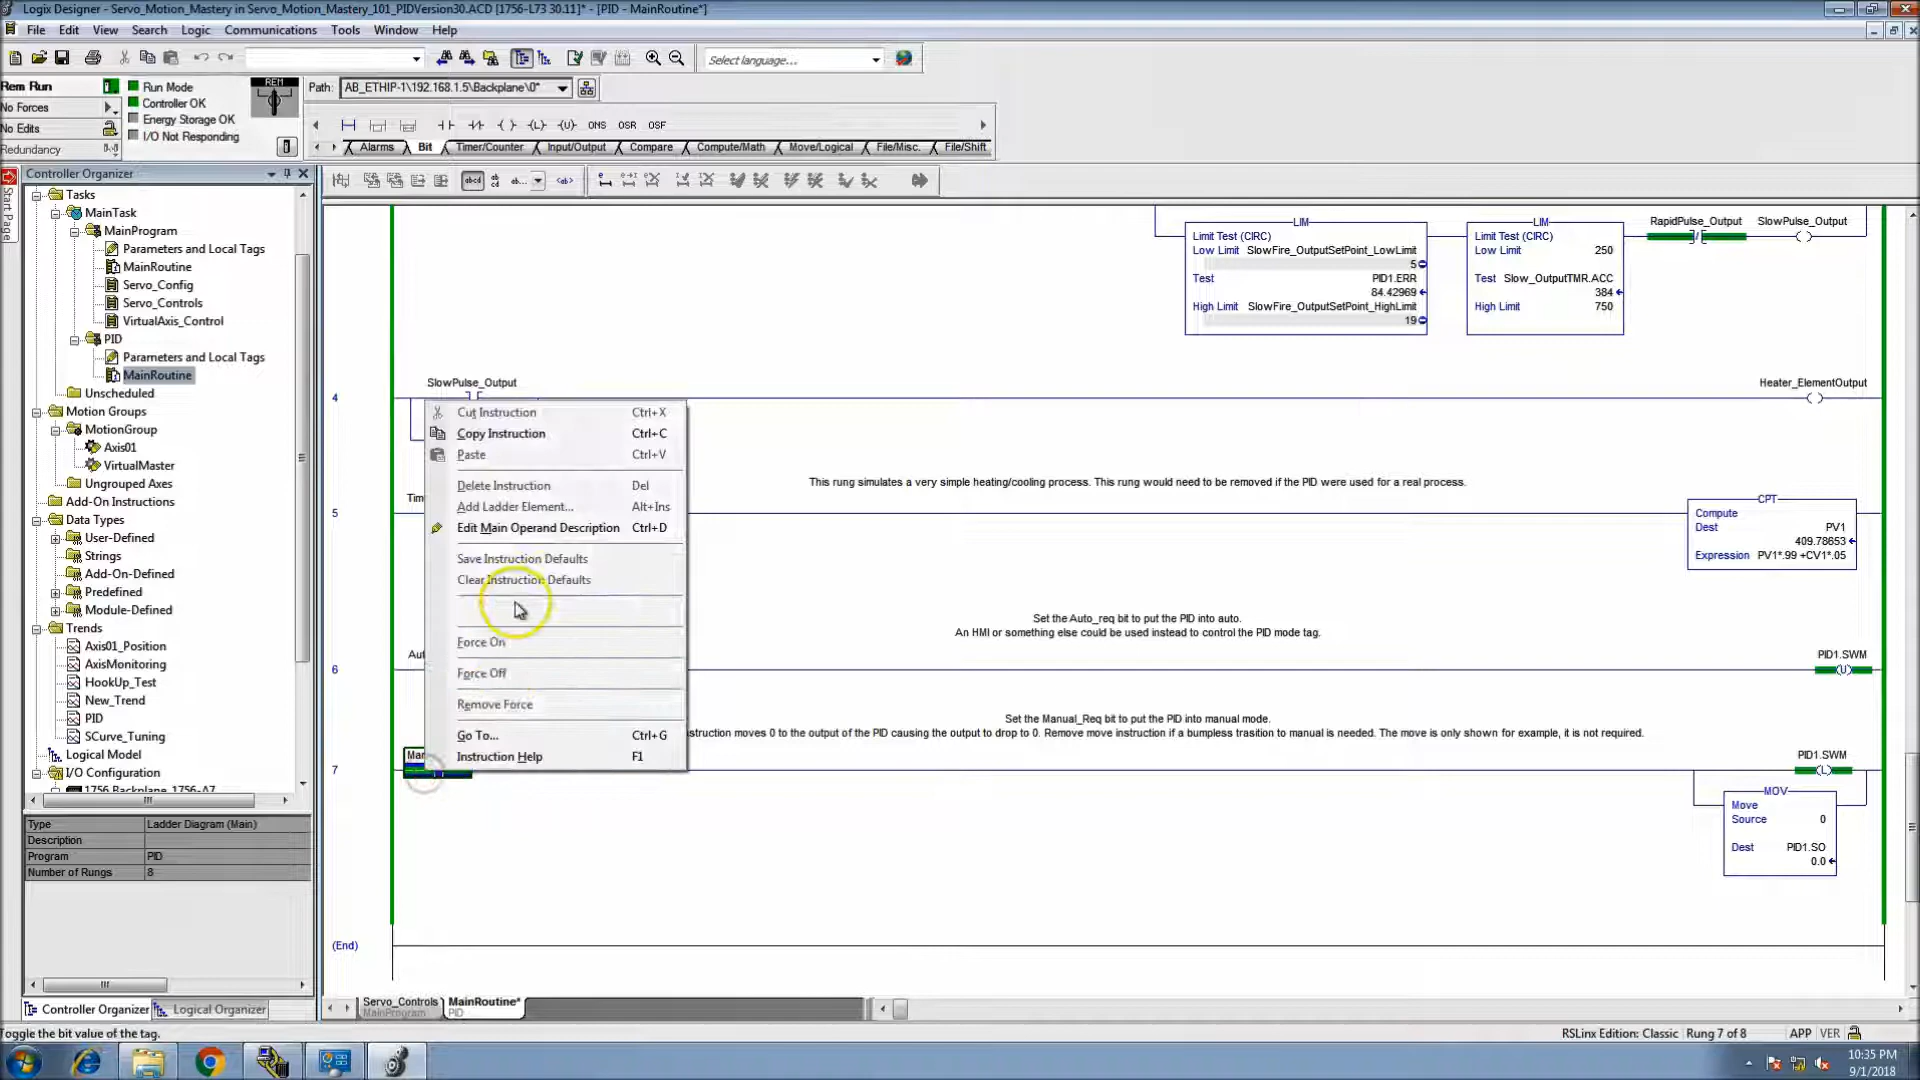 Logix Designer - Servo_Motion_Mastery in Servo_Motion_Mastery_101_PIDVersion30.ACD [1756-L73 30.11]* - [PID - MainRoutine*]
File Edit View Search Logic Communications Tools Window Help
Select language...
Rem Run
No Forces
No Edits
Redundancy
Run Mode
Controller OK
Energy Storage OK
I/O Not Responding
REM
Path: AB_ETHIP-1\192.168.1.5\Backplane\0*
ONS OSR OSF
Alarms Bit Timer/Counter Input/Output Compare Compute/Math Move/Logical File/Misc. File/Shift
Start Page
Controller Organizer
Tasks
MainTask
MainProgram
Parameters and Local Tags
MainRoutine
Servo_Config
Servo_Controls
VirtualAxis_Control
PID
Parameters and Local Tags
MainRoutine
Unscheduled
Motion Groups
MotionGroup
Axis01
VirtualMaster
Ungrouped Axes
Add-On Instructions
Data Types
User-Defined
Strings
Add-On-Defined
Predefined
Module-Defined
Trends
Axis01_Position
AxisMonitoring
HookUp_Test
New_Trend
PID
SCurve_Tuning
Logical Model
I/O Configuration
1756 Backplane, 1756-A7
Type Ladder Diagram (Main)
Description
Program PID
Number of Rungs 8
Controller Organizer Logical Organizer
LIM
Limit Test (CIRC)
Low Limit SlowFire_OutputSetPoint_LowLimit
5
Test PID1.ERR
84.42969
High Limit SlowFire_OutputSetPoint_HighLimit
19
LIM
Limit Test (CIRC)
Low Limit 250
Test Slow_OutputTMR.ACC
384
High Limit 750
RapidPulse_Output SlowPulse_Output
4
SlowPulse_Output
Heater_ElementOutput
Cut Instruction Ctrl+X
Copy Instruction Ctrl+C
Paste Ctrl+V
Delete Instruction Del
Add Ladder Element... Alt+Ins
Edit Main Operand Description Ctrl+D
Save Instruction Defaults
Clear Instruction Defaults
Force On
Force Off
Remove Force
Go To... Ctrl+G
Instruction Help F1
This rung simulates a very simple heating/cooling process. This rung would need to be removed if the PID were used for a real process.
5
CPT
Compute
Dest PV1
409.78653
Expression PV1*.99 +CV1*.05
Set the Auto_req bit to put the PID into auto.
An HMI or something else could be used instead to control the PID mode tag.
6
PID1.SWM
U
Set the Manual_Req bit to put the PID into manual mode.
struction moves 0 to the output of the PID causing the output to drop to 0. Remove move instruction if a bumpless trasition to manual is needed. The move is only shown for example, it is not required.
7
PID1.SWM
L
MOV
Move
Source 0
Dest PID1.SO
0.0
(End)
Servo_Controls
MainProgram
MainRoutine*
PID
Toggle the bit value of the tag.
RSLinx Edition: Classic Rung 7 of 8 APP VER
10:35 PM
9/1/2018